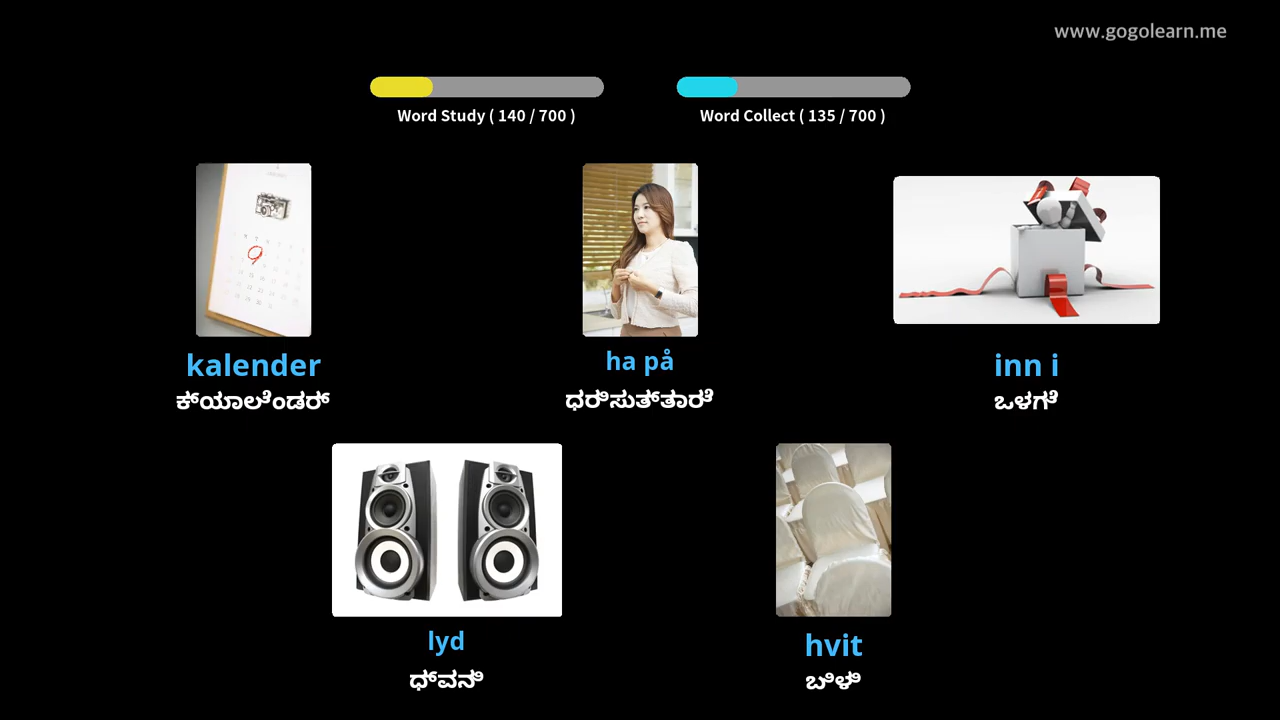 www.gogolearn.me
Word Study ( 140 / 700 )
Word Collect ( 135 / 700 )
kalender
ha på
inn i
ಕ್ಯಾಲೆಂಡರ್
ಧರಿಸುತ್ತಾರೆ
ಒಳಗೆ
lyd
hvit
ಧ್ವನಿ
ಬಿಳಿ